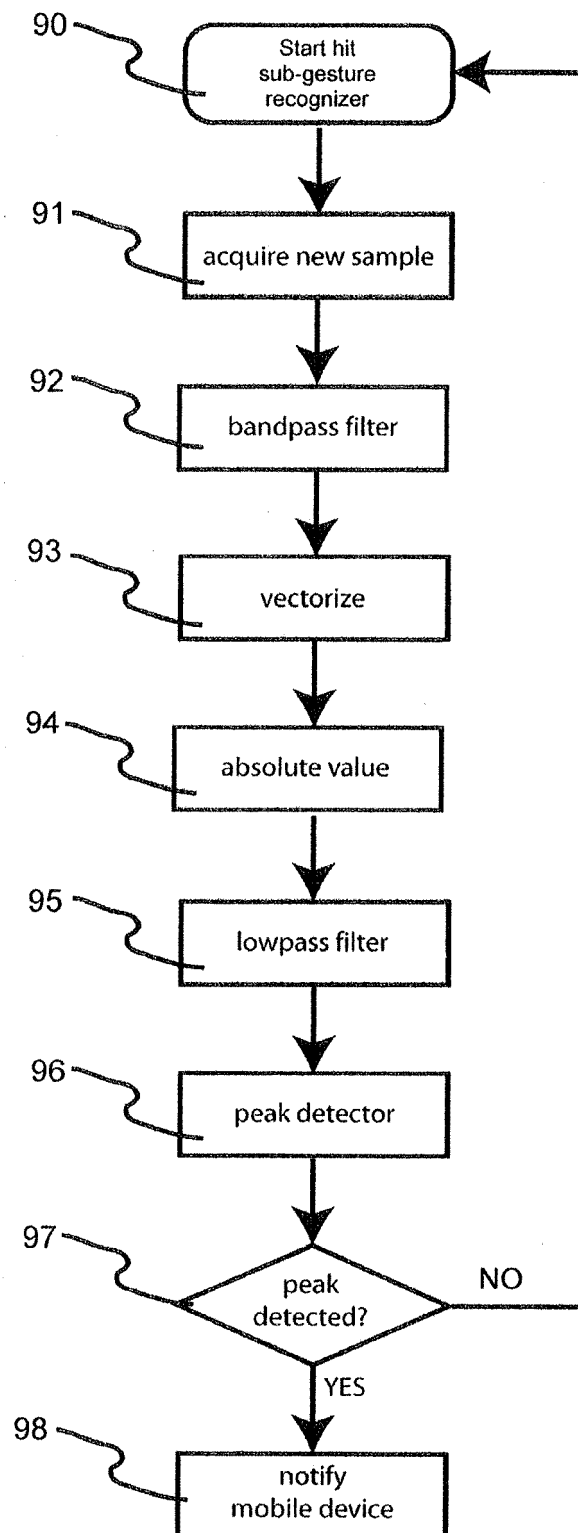 90
Start hit
sub-gesture
recognizer
91
acquire new sample
92
bandpass filter
93
vectorize
94
absolute value
95
lowpass filter
96
peak detector
97
peak
detected?
NO
YES
98
notify
mobile device